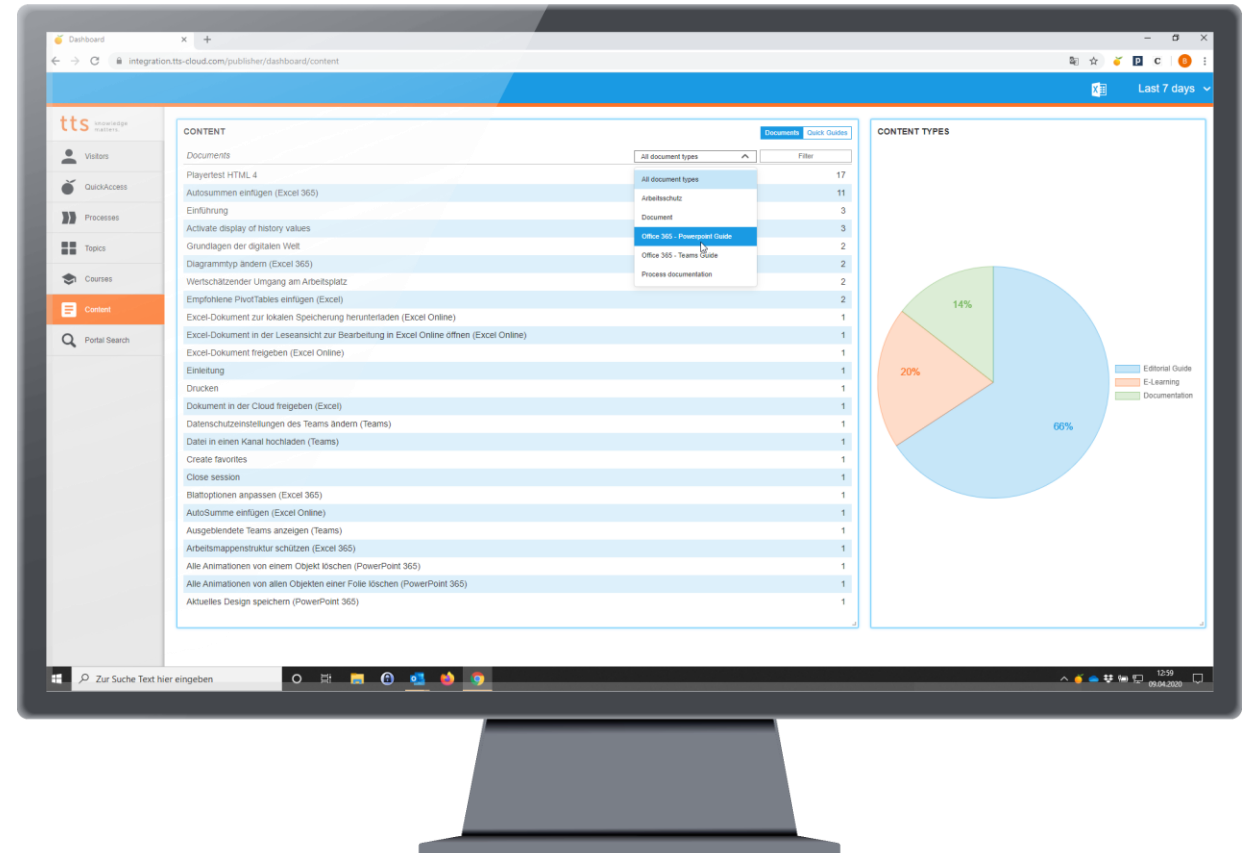 Dashboard
integration.tts-cloud.com/publisher/dashboard/content
P C B
Last 7 days
tts knowledge matters
Visitors
QuickAccess
Processes
Topics
Courses
Content
Portal Search
CONTENT Documents Quick Guides
Documents All document types Filter
Playertest HTML 4 17
Autosummen einfügen (Excel 365) 11
Einführung 3
Activate display of history values 3
Grundlagen der digitalen Welt 2
Diagrammtyp ändern (Excel 365) 2
Wertschätzender Umgang am Arbeitsplatz 2
Empfohlene PivotTables einfügen (Excel) 2
Excel-Dokument zur lokalen Speicherung herunterladen (Excel Online) 1
Excel-Dokument in der Leseansicht zur Bearbeitung in Excel Online öffnen (Excel Online) 1
Excel-Dokument freigeben (Excel Online) 1
Einleitung 1
Drucken 1
Dokument in der Cloud freigeben (Excel) 1
Datenschutzeinstellungen des Teams ändern (Teams) 1
Datei in einen Kanal hochladen (Teams) 1
Create favorites 1
Close session 1
Blattoptionen anpassen (Excel 365) 1
AutoSumme einfügen (Excel Online) 1
Ausgeblendete Teams anzeigen (Teams) 1
Arbeitsmappenstruktur schützen (Excel 365) 1
Alle Animationen von einem Objekt löschen (PowerPoint 365) 1
Alle Animationen von allen Objekten einer Folie löschen (PowerPoint 365) 1
Aktuelles Design speichern (PowerPoint 365) 1
All document types
Arbeitsschutz
Document
Office 365 - Powerpoint Guide
Office 365 - Teams Guide
Process documentation
CONTENT TYPES
14%
20%
66%
Editorial Guide
E-Learning
Documentation
Zur Suche Text hier eingeben
12:59
09.04.2020